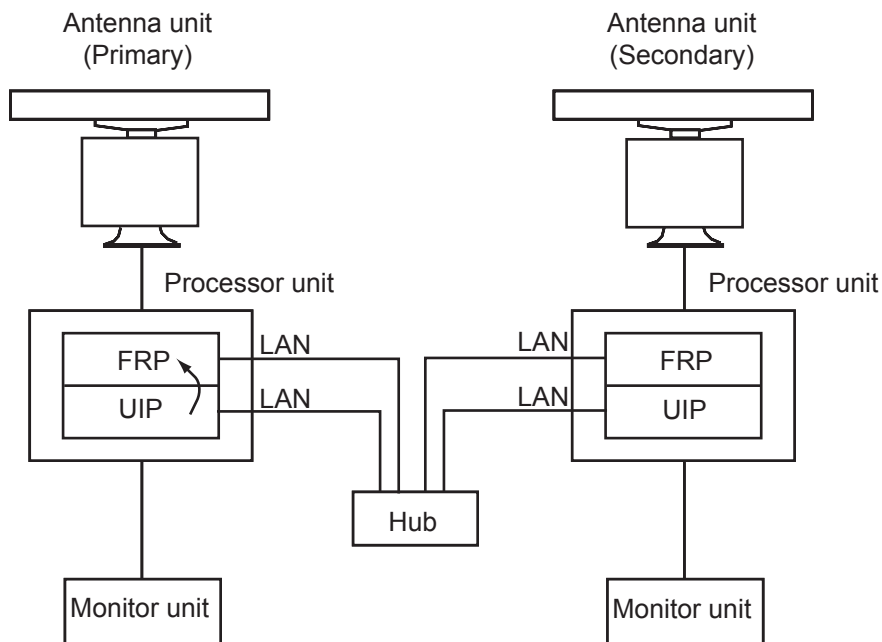 Antenna unit
(Primary)
Antenna unit
(Secondary)
Processor unit
Processor unit
FRP
UIP
LAN
LAN
LAN
LAN
FRP
UIP
Hub
Monitor unit
Monitor unit